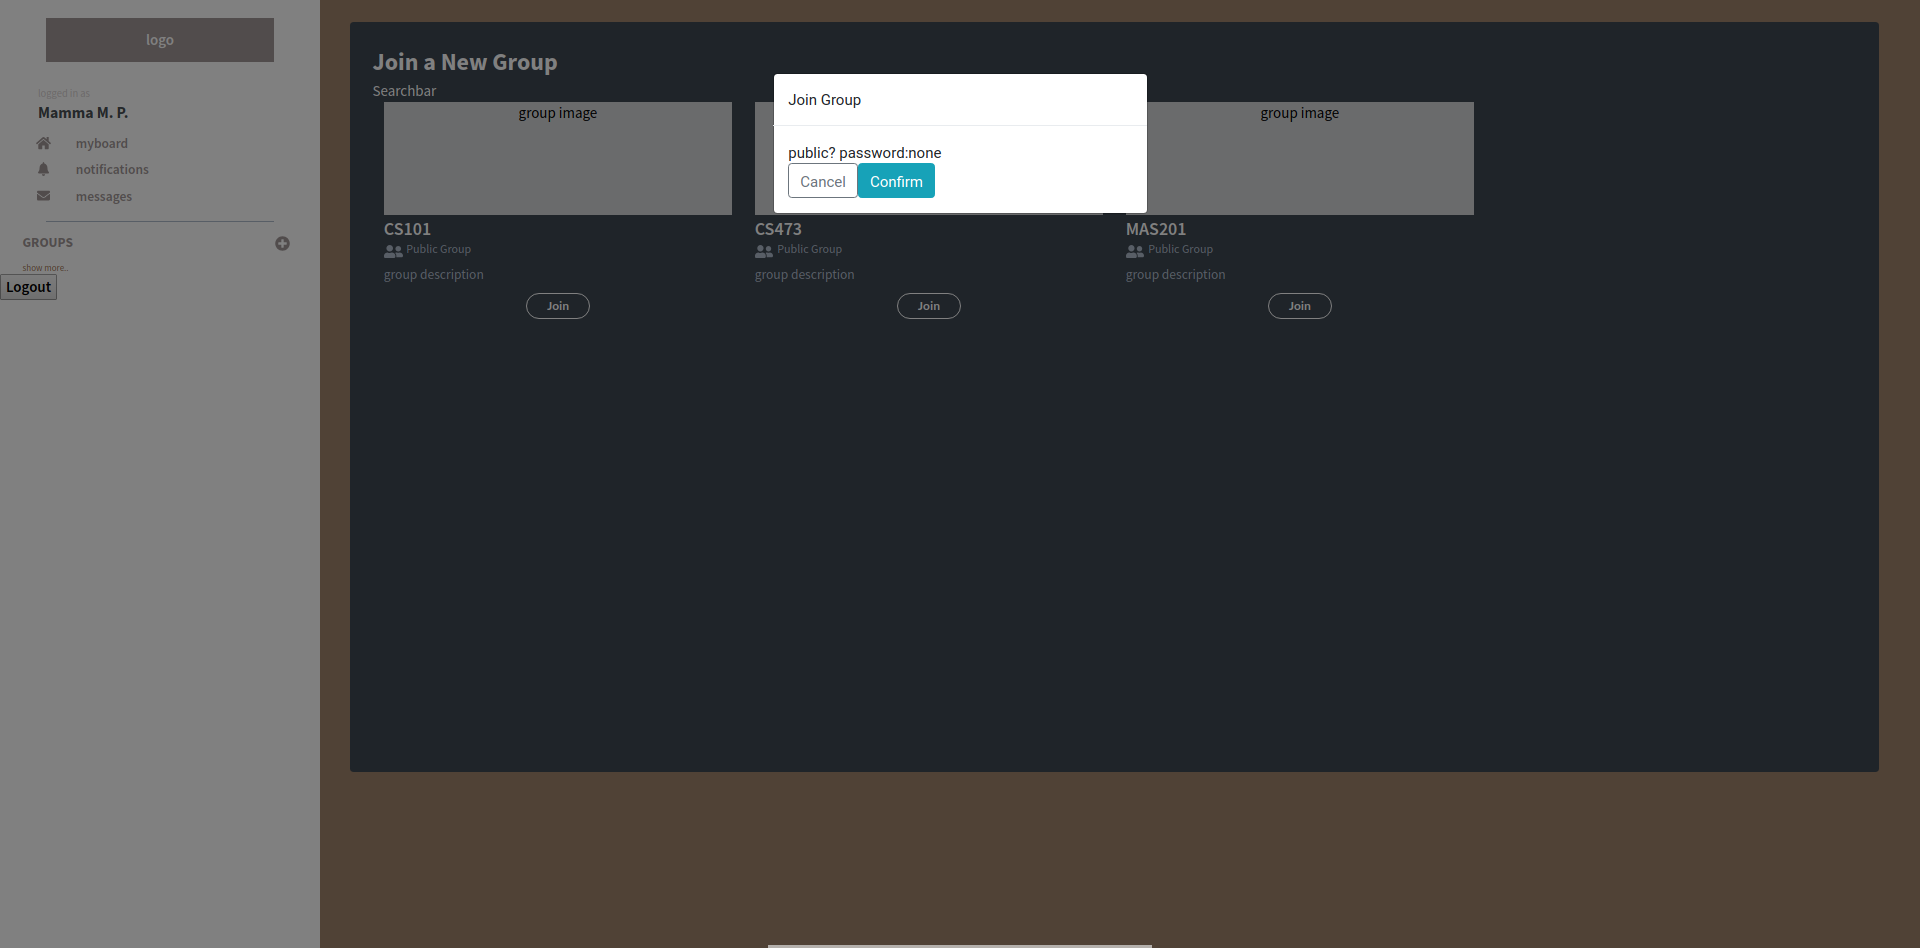 logo
logged in as
Mamma M. P.
myboard
notifications
messages
GROUPS
show more..
Logout
Join a New Group
Searchbar
group image
CS101
Public Group
group description
Join
CS473
Public Group
group description
Join
group image
MAS201
Public Group
group description
Join
Join Group
public? password:none
Cancel
Confirm